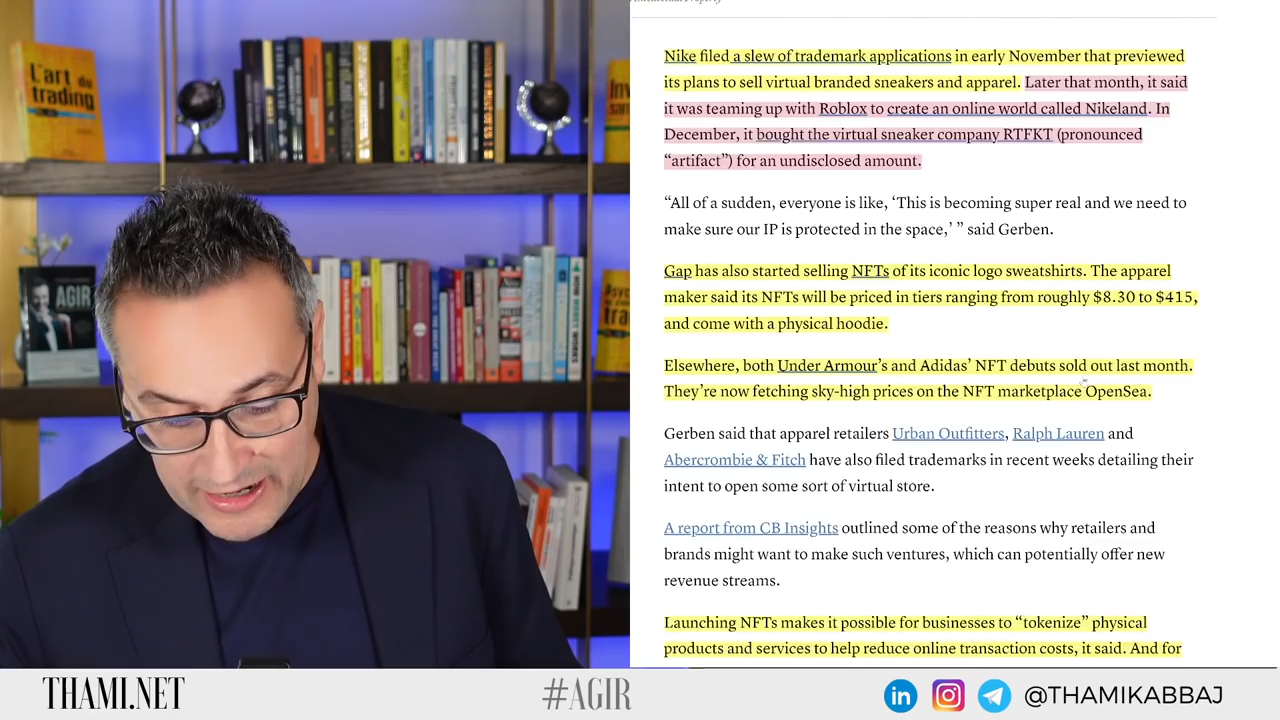 L'art du
trading
AGIR
Nike filed a slew of trademark applications in early November that previewed
its plans to sell virtual branded sneakers and apparel. Later that month, it said
it was teaming up with Roblox to create an online world called Nikeland. In
December, it bought the virtual sneaker company RTFKT (pronounced
“artifact”) for an undisclosed amount.
“All of a sudden, everyone is like, ‘This is becoming super real and we need to
make sure our IP is protected in the space,’ ” said Gerben.
Gap has also started selling NFTs of its iconic logo sweatshirts. The apparel
maker said its NFTs will be priced in tiers ranging from roughly $8.30 to $415,
and come with a physical hoodie.
Elsewhere, both Under Armour’s and Adidas’ NFT debuts sold out last month.
They’re now fetching sky-high prices on the NFT marketplace OpenSea.
Gerben said that apparel retailers Urban Outfitters, Ralph Lauren and
Abercrombie & Fitch have also filed trademarks in recent weeks detailing their
intent to open some sort of virtual store.
A report from CB Insights outlined some of the reasons why retailers and
brands might want to make such ventures, which can potentially offer new
revenue streams.
Launching NFTs makes it possible for businesses to “tokenize” physical
products and services to help reduce online transaction costs, it said. And for
THAMI.NET
#AGIR
in
@THAMIKABBAJ